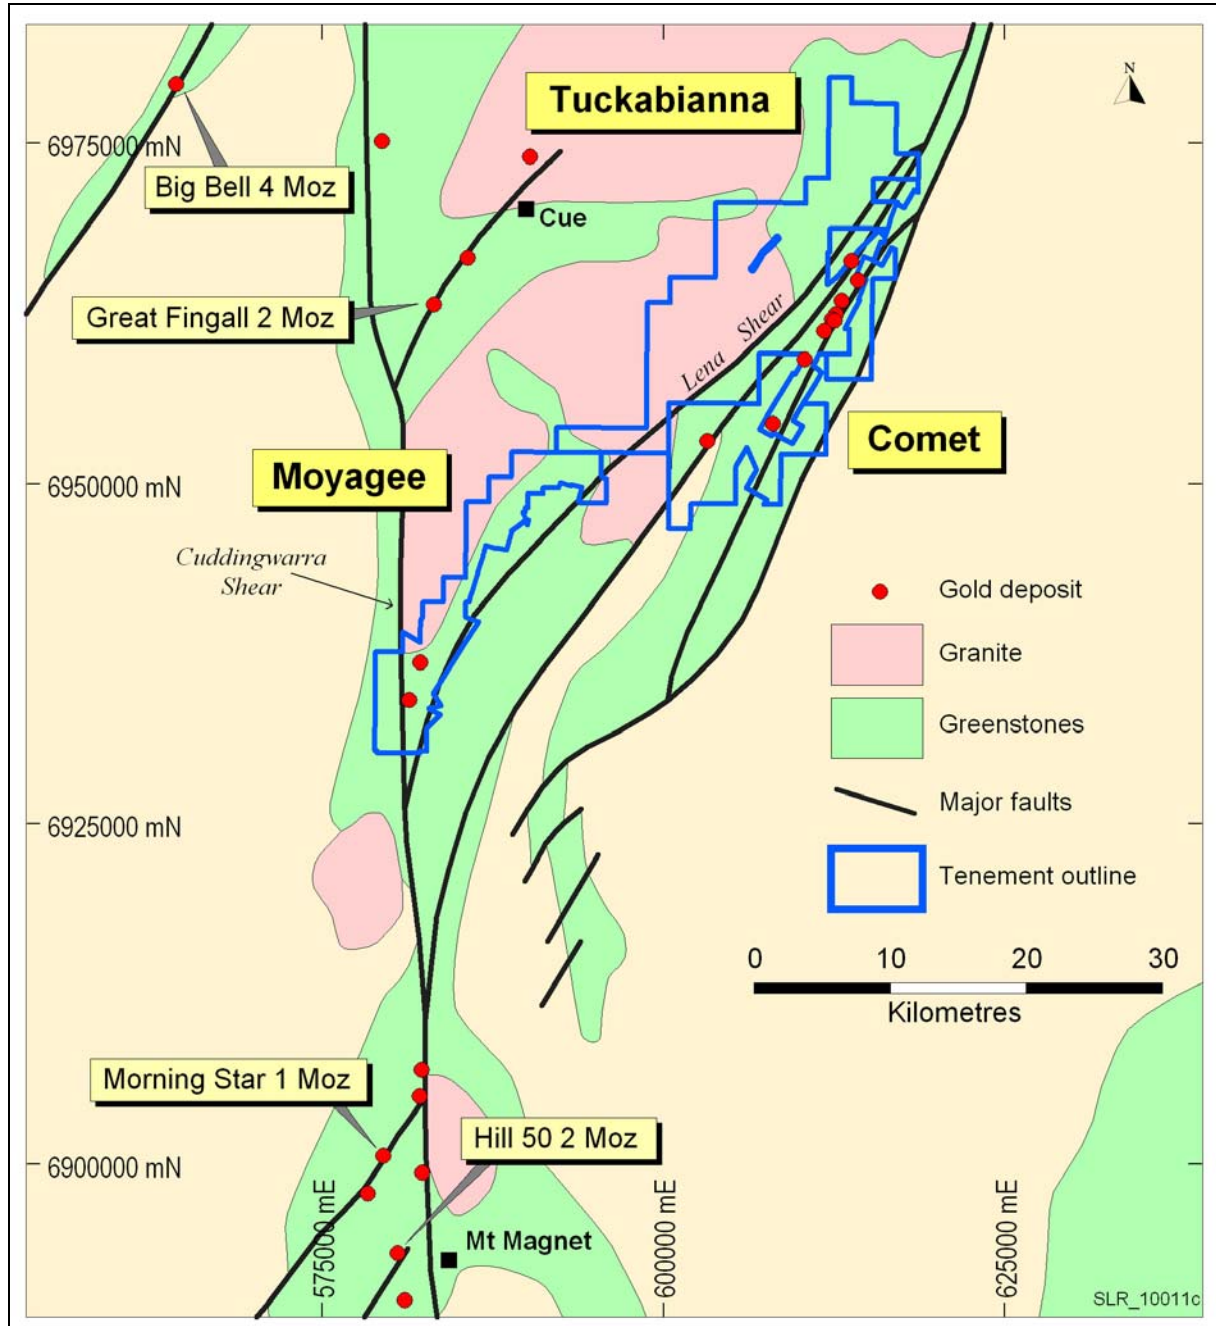 Tuckabianna
N
6975000 mN
Big Bell 4 Moz
Cue
Great Fingall 2 Moz
Lena Shear
Comet
Moyagee
6950000 mN
Cuddingwarra
Shear
Gold deposit
Granite
Greenstones
Major faults
6925000 mN
Tenement outline
0 10 20 30
Kilometres
Morning Star 1 Moz
Hill 50 2 Moz
6900000 mN
575000 mE
600000 mE
625000 mE
Mt Magnet
SLR_10011c